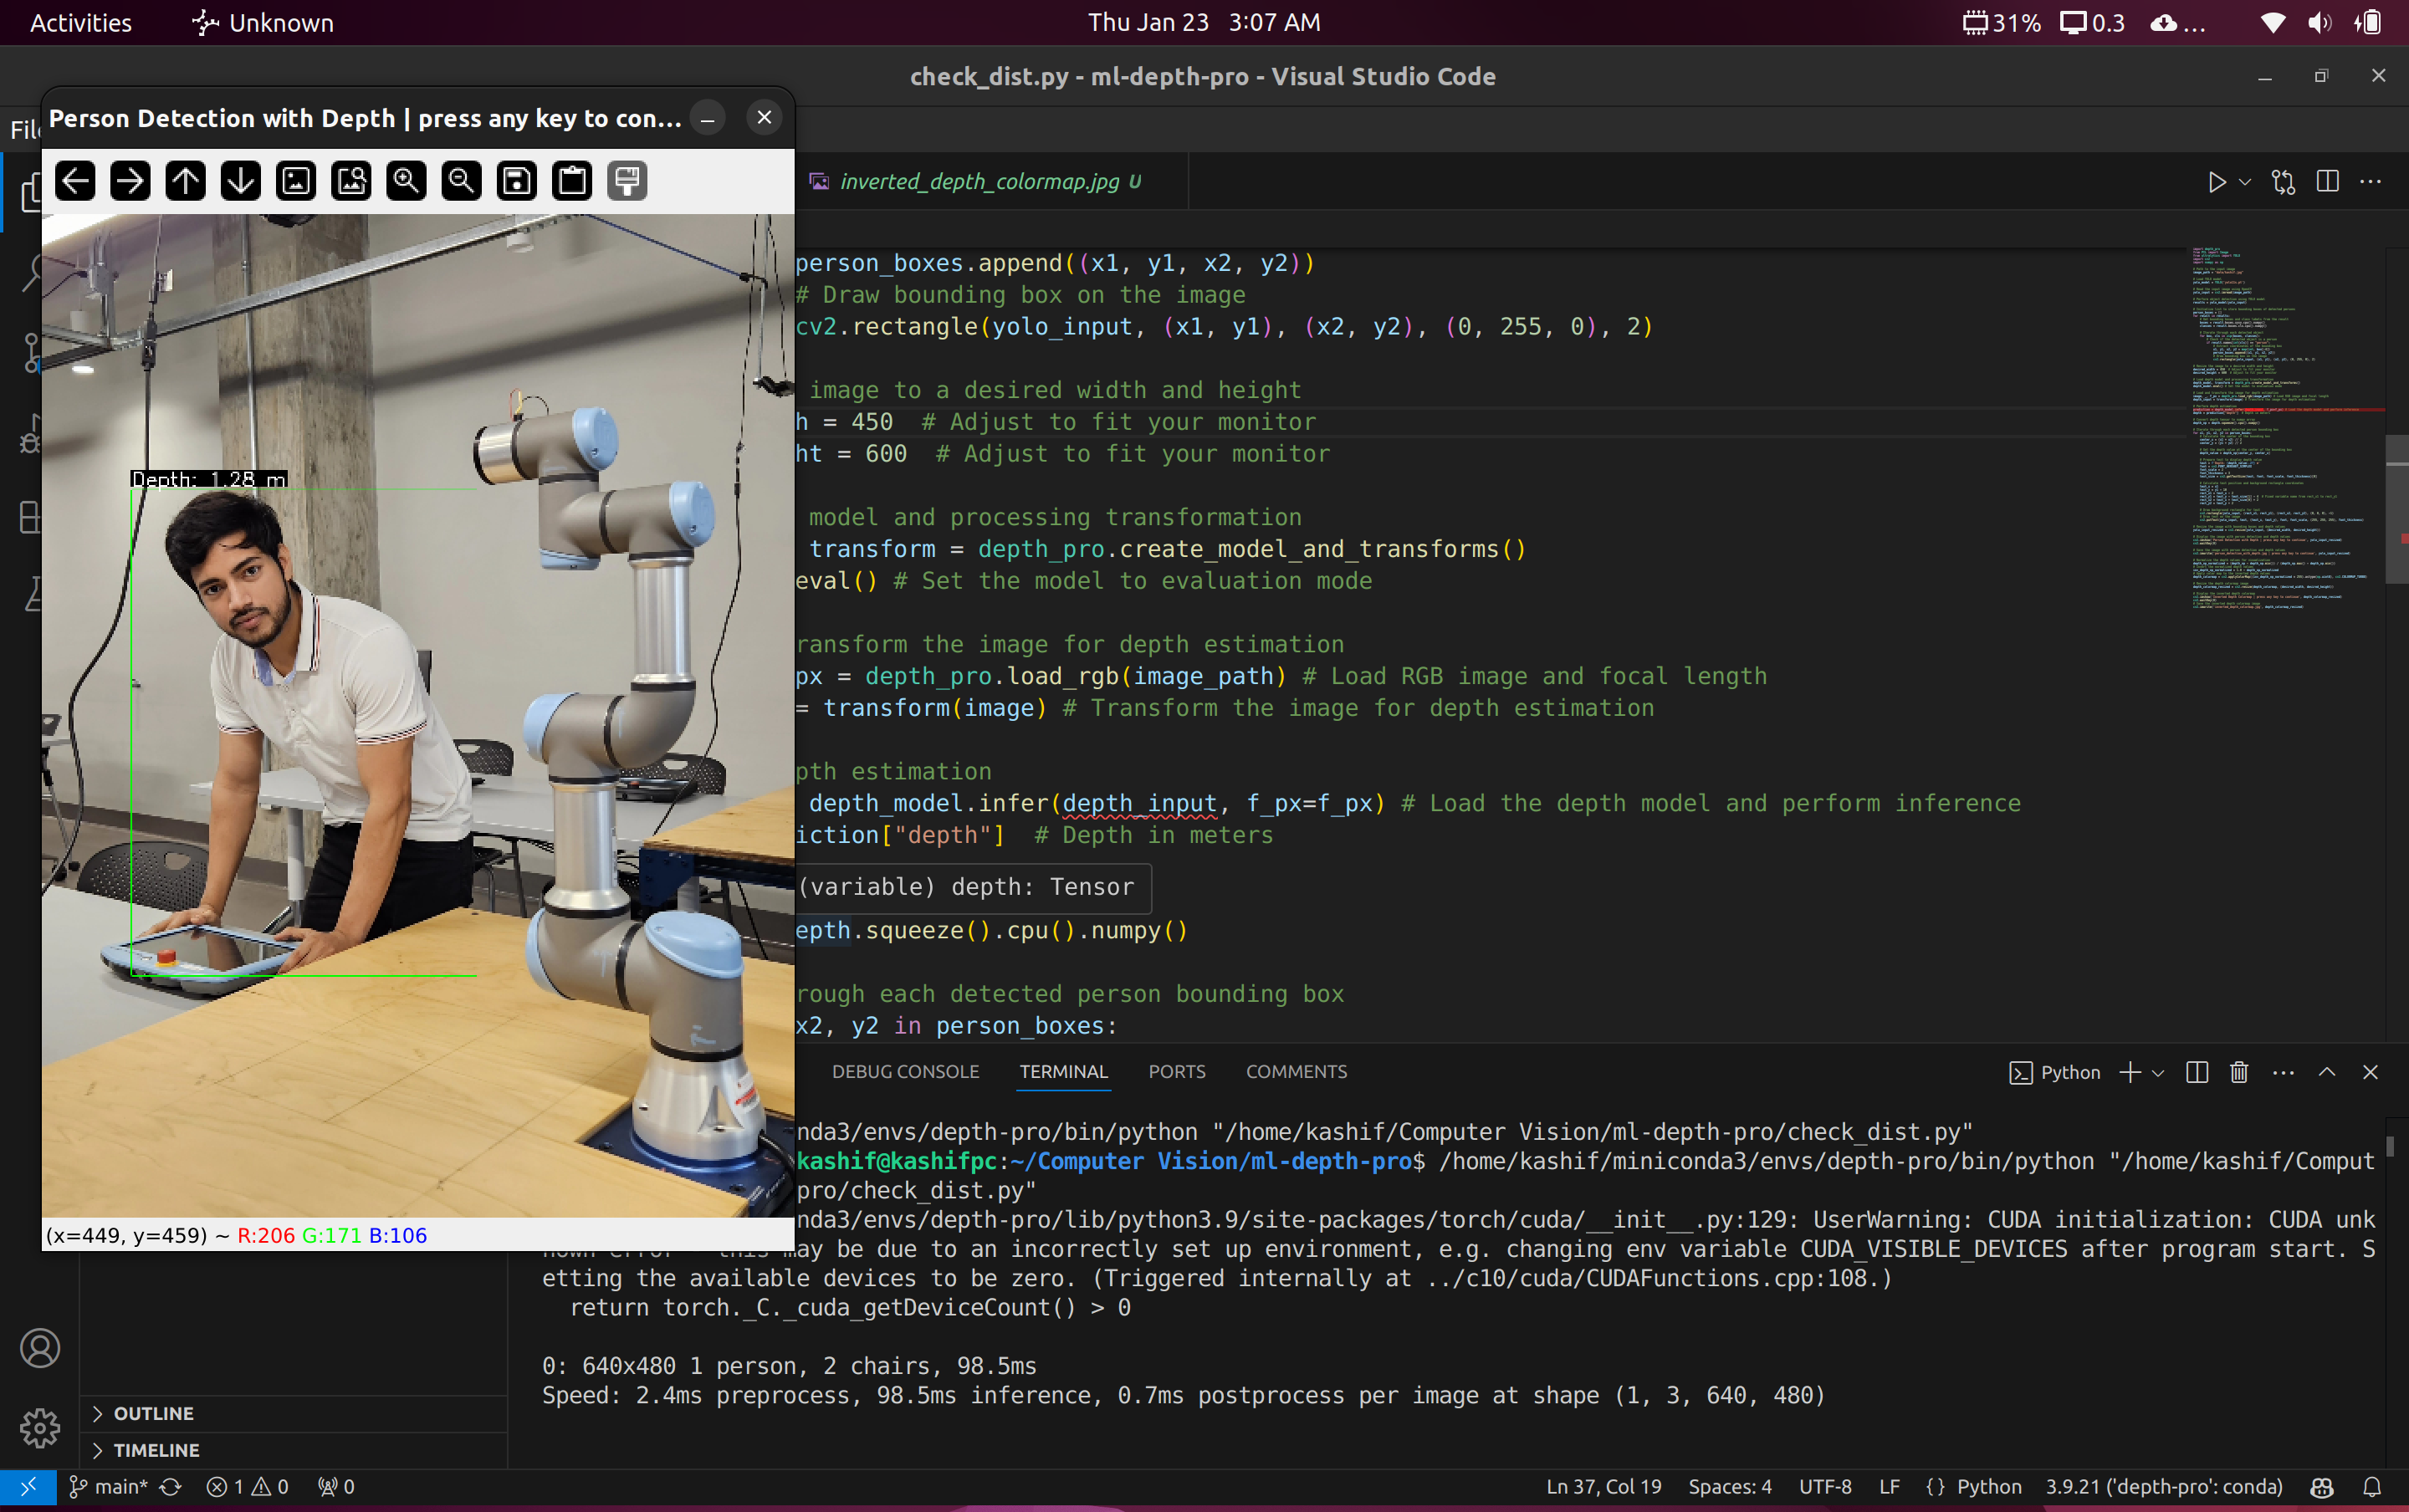 Activities
Unknown
Thu Jan 23 3:07 AM
31%
0.3
...
check_dist.py - ml-depth-pro - Visual Studio Code
Person Detection with Depth | press any key to con...
inverted_depth_colormap.jpg U
person_boxes.append((x1, y1, x2, y2))
# Draw bounding box on the image
cv2.rectangle(yolo_input, (x1, y1), (x2, y2), (0, 255, 0), 2)
image to a desired width and height
h = 450 # Adjust to fit your monitor
ht = 600 # Adjust to fit your monitor
Depth: 1.28 m
model and processing transformation
transform = depth_pro.create_model_and_transforms()
eval() # Set the model to evaluation mode
ransform the image for depth estimation
px = depth_pro.load_rgb(image_path) # Load RGB image and focal length
= transform(image) # Transform the image for depth estimation
pth estimation
depth_model.infer(depth_input, f_px=f_px) # Load the depth model and perform inference
iction["depth"] # Depth in meters
(variable) depth: Tensor
epth.squeeze().cpu().numpy()
rough each detected person bounding box
x2, y2 in person_boxes:
DEBUG CONSOLE
TERMINAL
PORTS
COMMENTS
Python
nda3/envs/depth-pro/bin/python "/home/kashif/Computer Vision/ml-depth-pro/check_dist.py"
kashif@kashifpc:~/Computer Vision/ml-depth-pro$ /home/kashif/miniconda3/envs/depth-pro/bin/python "/home/kashif/Comput
pro/check_dist.py"
nda3/envs/depth-pro/lib/python3.9/site-packages/torch/cuda/__init__.py:129: UserWarning: CUDA initialization: CUDA unk
may be due to an incorrectly set up environment, e.g. changing env variable CUDA_VISIBLE_DEVICES after program start. S
etting the available devices to be zero. (Triggered internally at ../c10/cuda/CUDAFunctions.cpp:108.)
return torch._C._cuda_getDeviceCount() > 0
0: 640x480 1 person, 2 chairs, 98.5ms
Speed: 2.4ms preprocess, 98.5ms inference, 0.7ms postprocess per image at shape (1, 3, 640, 480)
(x=449, y=459) ~ R:206 G:171 B:106
OUTLINE
TIMELINE
main*
1
0
0
Ln 37, Col 19
Spaces: 4
UTF-8
LF
{} Python
3.9.21 ('depth-pro': conda)